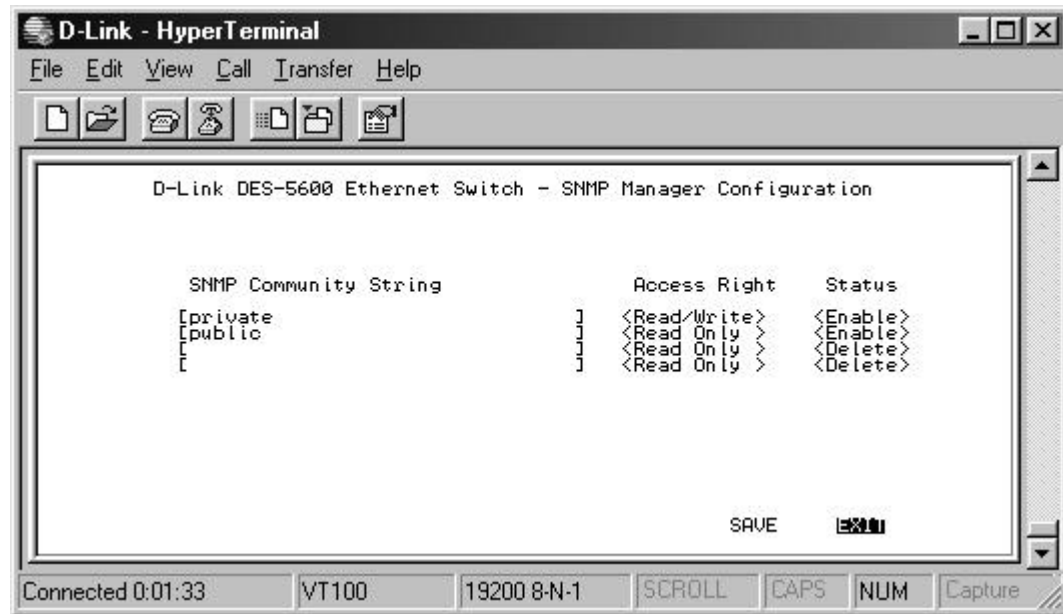 D-Link - HyperTerminal
File Edit View Call Transfer Help
D-Link DES-5600 Ethernet Switch - SNMP Manager Configuration
SNMP Community String Access Right Status
[private ] <Read/Write> <Enable>
[public ] <Read Only > <Enable>
[ ] <Read Only > <Delete>
[ ] <Read Only > <Delete>
SAVE EXIT
Connected 0:01:33 VT100 19200 8-N-1 SCROLL CAPS NUM Capture